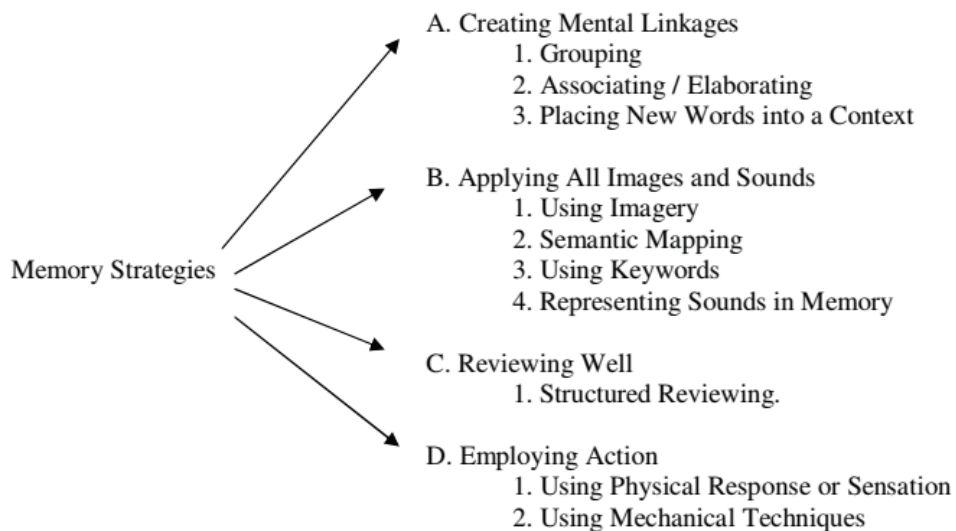 A. Creating Mental Linkages
1. Grouping
2. Associating / Elaborating
3. Placing New Words into a Context
B. Applying All Images and Sounds
1. Using Imagery
2. Semantic Mapping
Memory Strategies
3. Using Keywords
4. Representing Sounds in Memory
C. Reviewing Well
1. Structured Reviewing.
D. Employing Action
1. Using Physical Response or Sensation
2. Using Mechanical Techniques